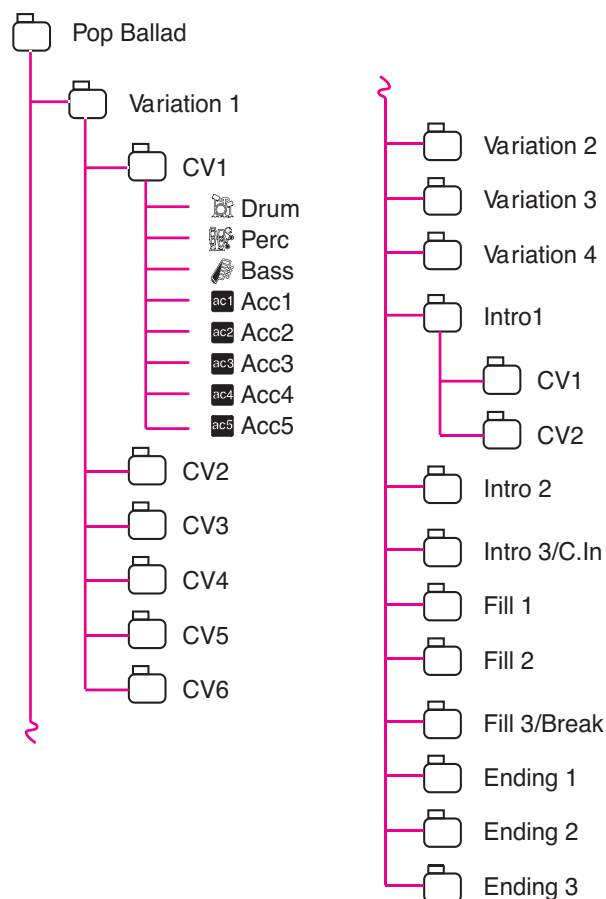 Pop Ballad
Variation 1
CV1
Drum
Perc
Bass
ac1 Acc1
ac2 Acc2
ac3 Acc3
ac4 Acc4
ac5 Acc5
CV2
CV3
CV4
CV5
CV6
Variation 2
Variation 3
Variation 4
Intro1
CV1
CV2
Intro 2
Intro 3/C.In
Fill 1
Fill 2
Fill 3/Break
Ending 1
Ending 2
Ending 3